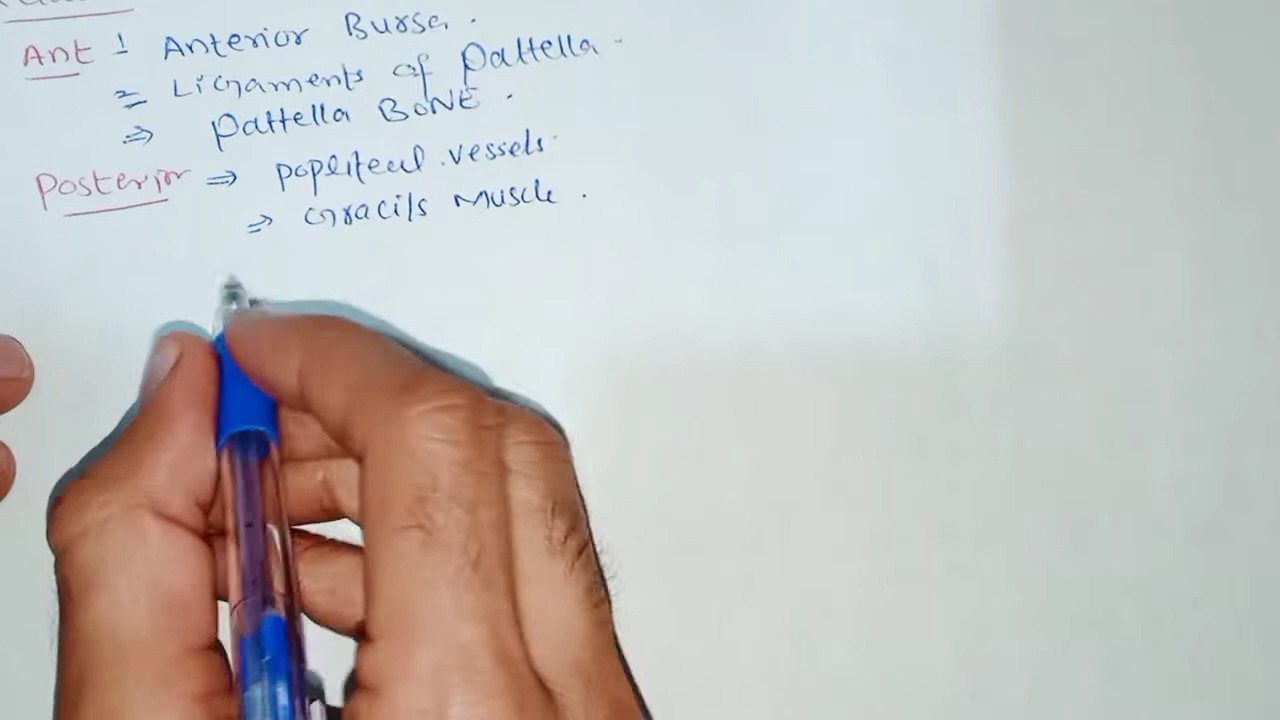 Ant ! Anterior Bursa.
= Ligaments of pattella.
⇒ pattella BONE.
Posterior ⇒ popliteal vessels
⇒ Gracils Muscle.